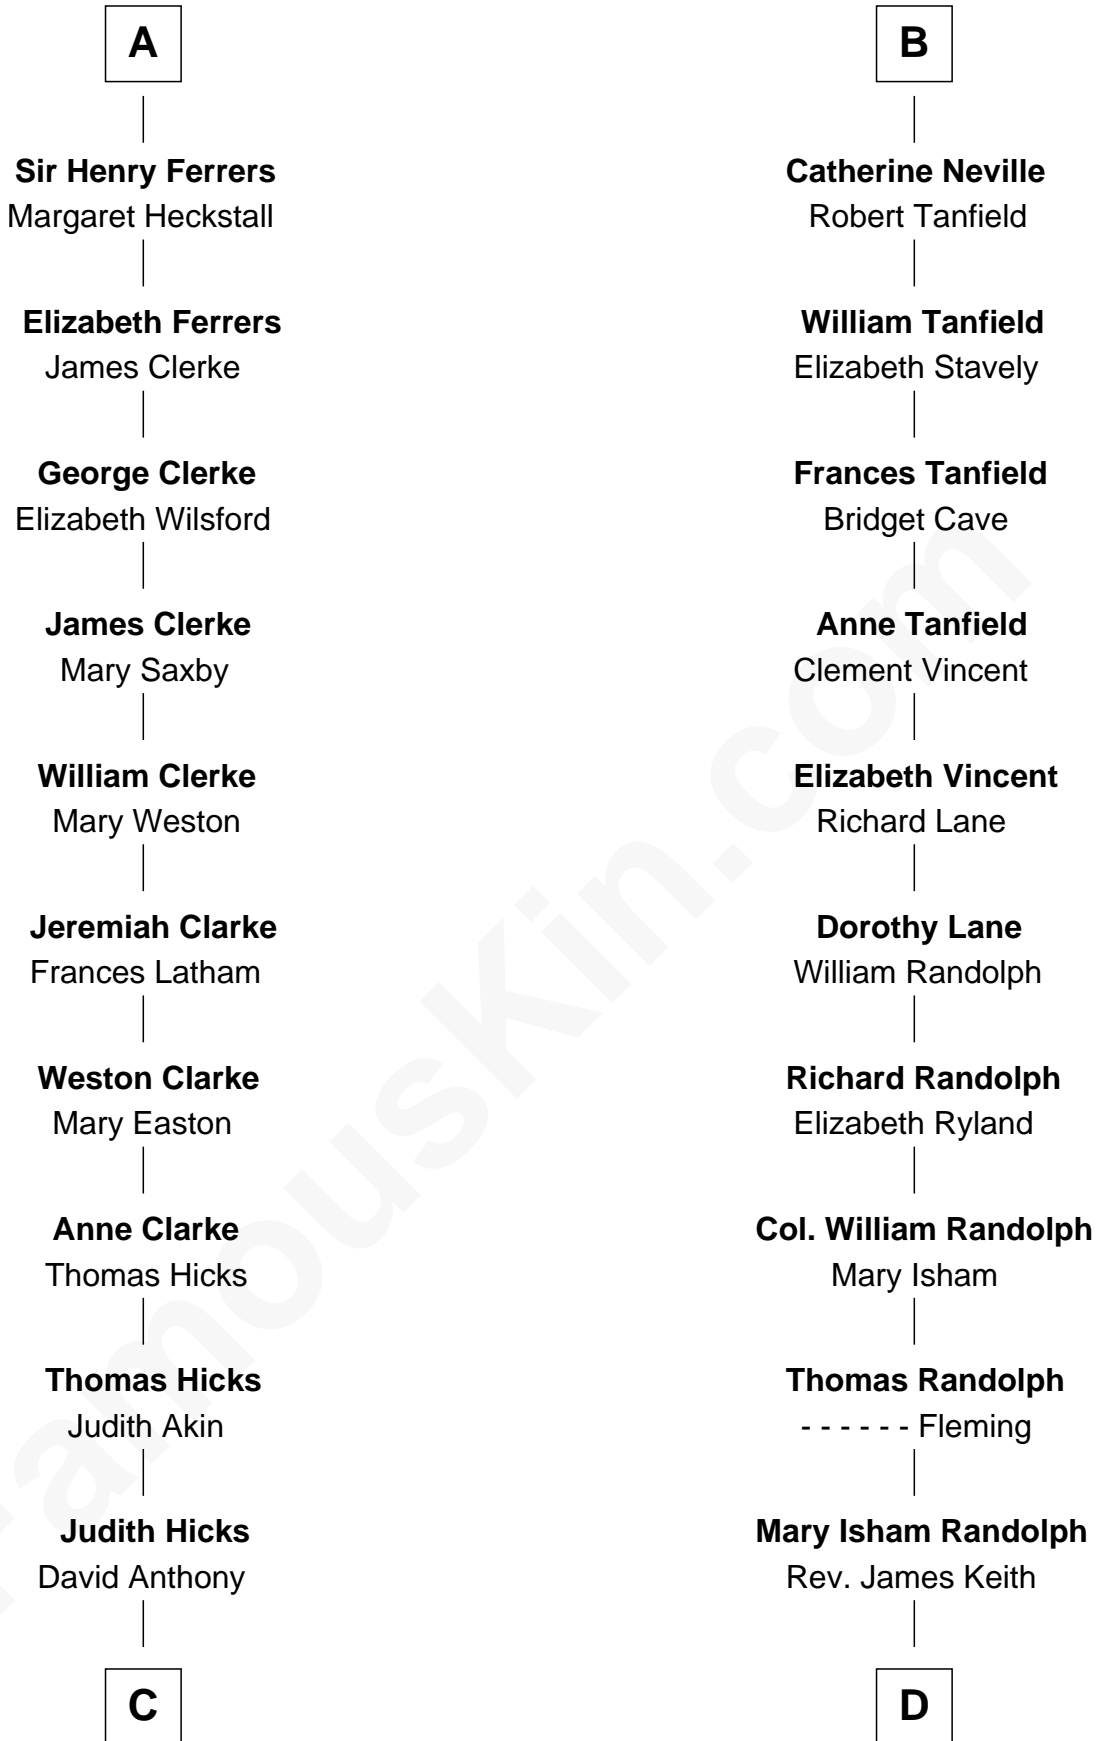 A
Sir Henry Ferrers
Margaret Heckstall
Elizabeth Ferrers
James Clerke
George Clerke
Elizabeth Wilsford
James Clerke
Mary Saxby
William Clerke
Mary Weston
Jeremiah Clarke
Frances Latham
Weston Clarke
Mary Easton
Anne Clarke
Thomas Hicks
Thomas Hicks
Judith Akin
Judith Hicks
David Anthony
C
B
Catherine Neville
Robert Tanfield
William Tanfield
Elizabeth Stavely
Frances Tanfield
Bridget Cave
Anne Tanfield
Clement Vincent
Elizabeth Vincent
Richard Lane
Dorothy Lane
William Randolph
Richard Randolph
Elizabeth Ryland
Col. William Randolph
Mary Isham
Thomas Randolph
- - - - - - Fleming
Mary Isham Randolph
Rev. James Keith
D
FamousKin.com